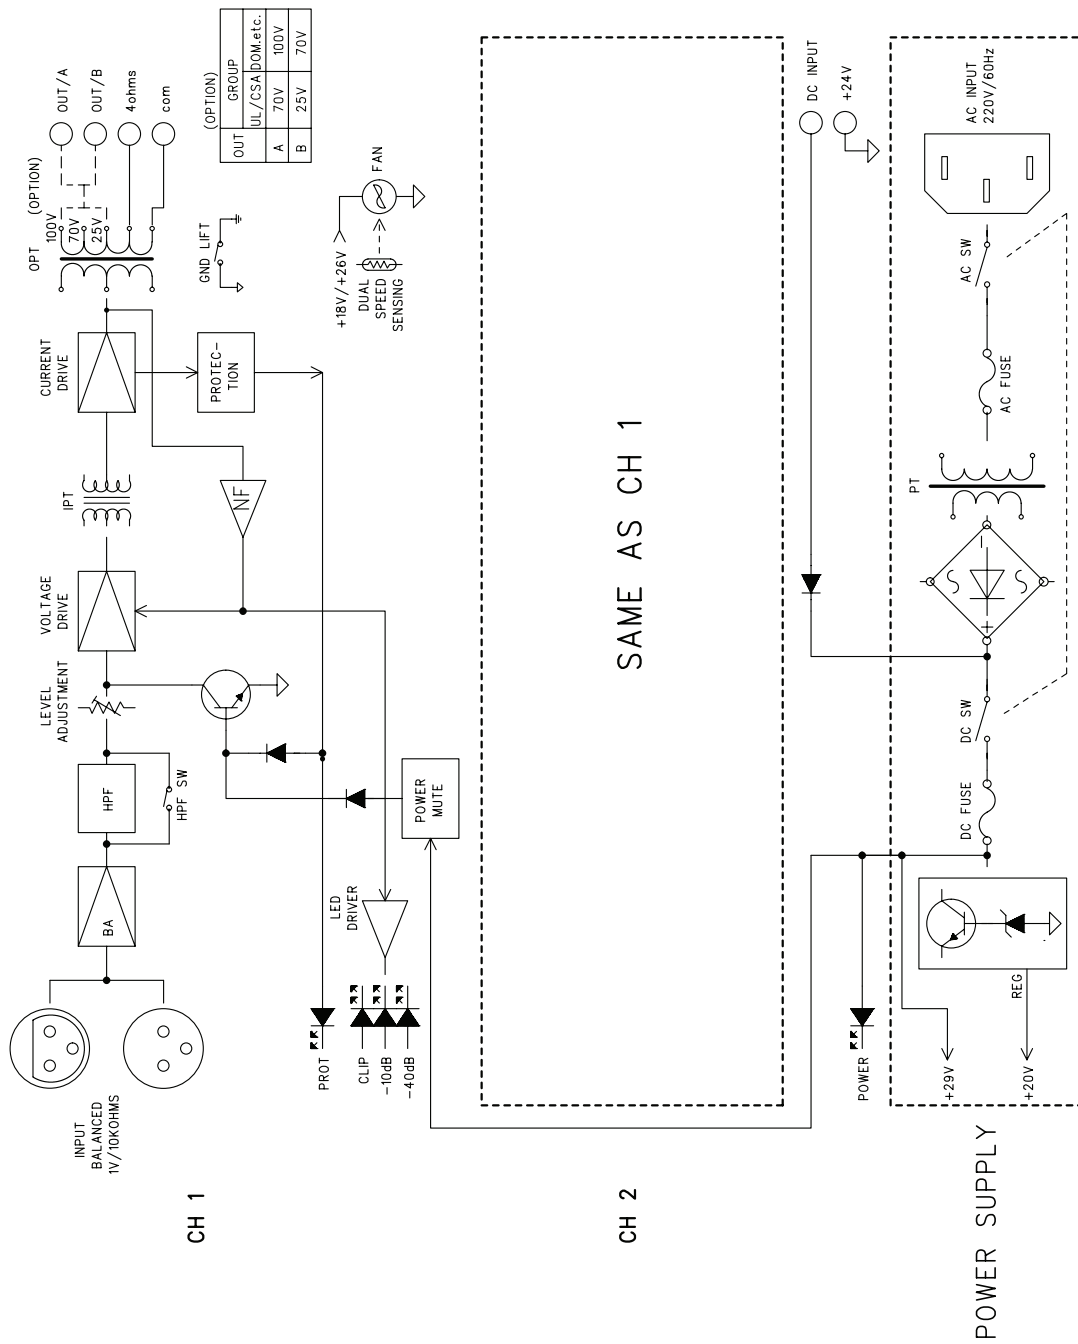 INPUT
BALANCED
1V/10KOHMS
BA
HPF
HPF SW
LEVEL
ADJUSTMENT
VOLTAGE
DRIVE
IPT
CURRENT
DRIVE
OPT
100V
70V
25V
(OPTION)
OUT/A
OUT/B
4ohms
com
(OPTION)
OUT GROUP
UL/CSA DOM.etc.
A 70V 100V
B 25V 70V
GND LIFT
PROTEC-
TION
NF
+18V/+26V
FAN
DUAL
SPEED
SENSING
POWER
MUTE
LED
DRIVER
PROT
CLIP
-10dB
-40dB
CH 1
SAME AS CH 1
CH 2
DC INPUT
+24V
AC INPUT
220V/60Hz
AC SW
AC FUSE
PT
DC SW
DC FUSE
REG
POWER
+29V
+20V
POWER SUPPLY